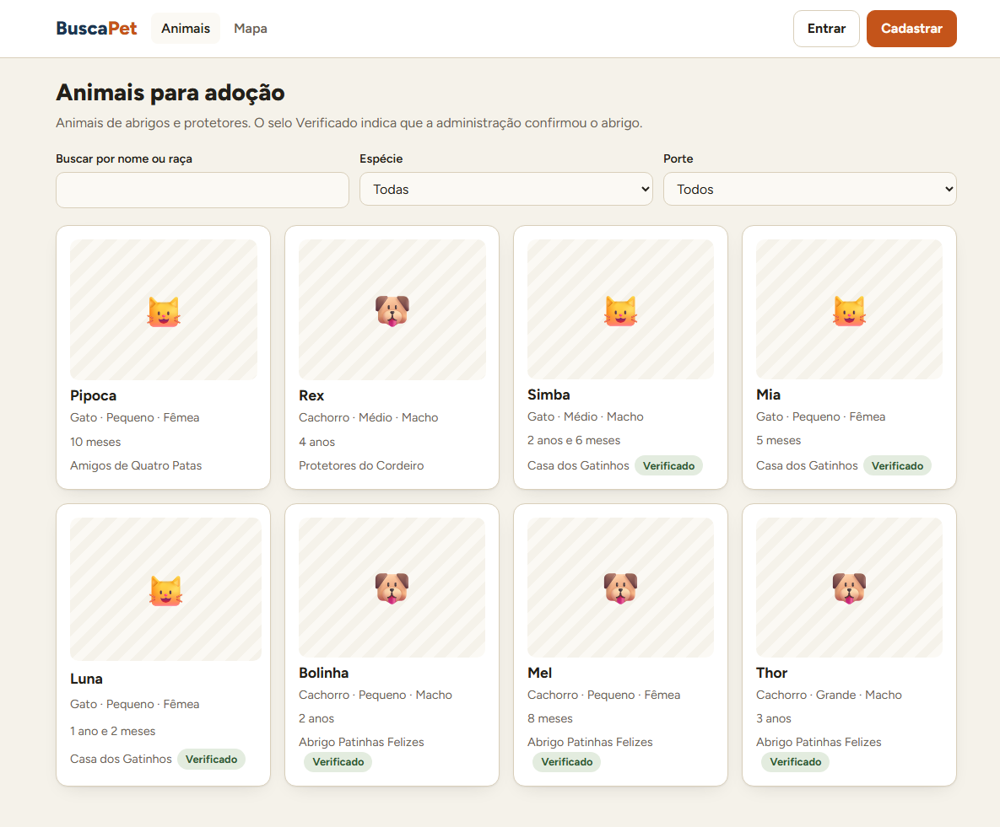 BuscaPet Animais Mapa Entrar Cadastrar
Animais para adoção
Animais de abrigos e protetores. O selo Verificado indica que a administração confirmou o abrigo.
Buscar por nome ou raça Espécie Porte
Todas Todos
Pipoca
Gato · Pequeno · Fêmea
10 meses
Amigos de Quatro Patas
Rex
Cachorro · Médio · Macho
4 anos
Protetores do Cordeiro
Simba
Gato · Médio · Macho
2 anos e 6 meses
Casa dos Gatinhos Verificado
Mia
Gato · Pequeno · Fêmea
5 meses
Casa dos Gatinhos Verificado
Luna
Gato · Pequeno · Fêmea
1 ano e 2 meses
Casa dos Gatinhos Verificado
Bolinha
Cachorro · Pequeno · Macho
2 anos
Abrigo Patinhas Felizes
Verificado
Mel
Cachorro · Pequeno · Fêmea
8 meses
Abrigo Patinhas Felizes
Verificado
Thor
Cachorro · Grande · Macho
3 anos
Abrigo Patinhas Felizes
Verificado